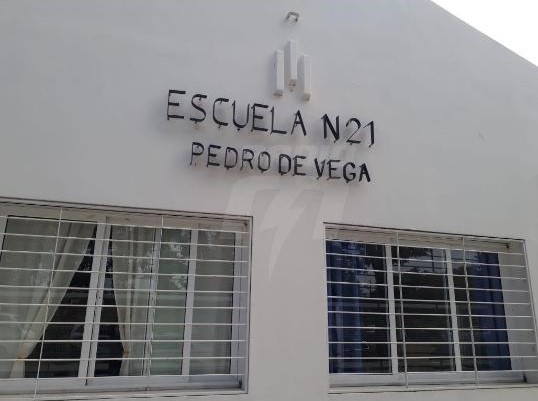 ESCUELA N21
PEDRO DE VEGA